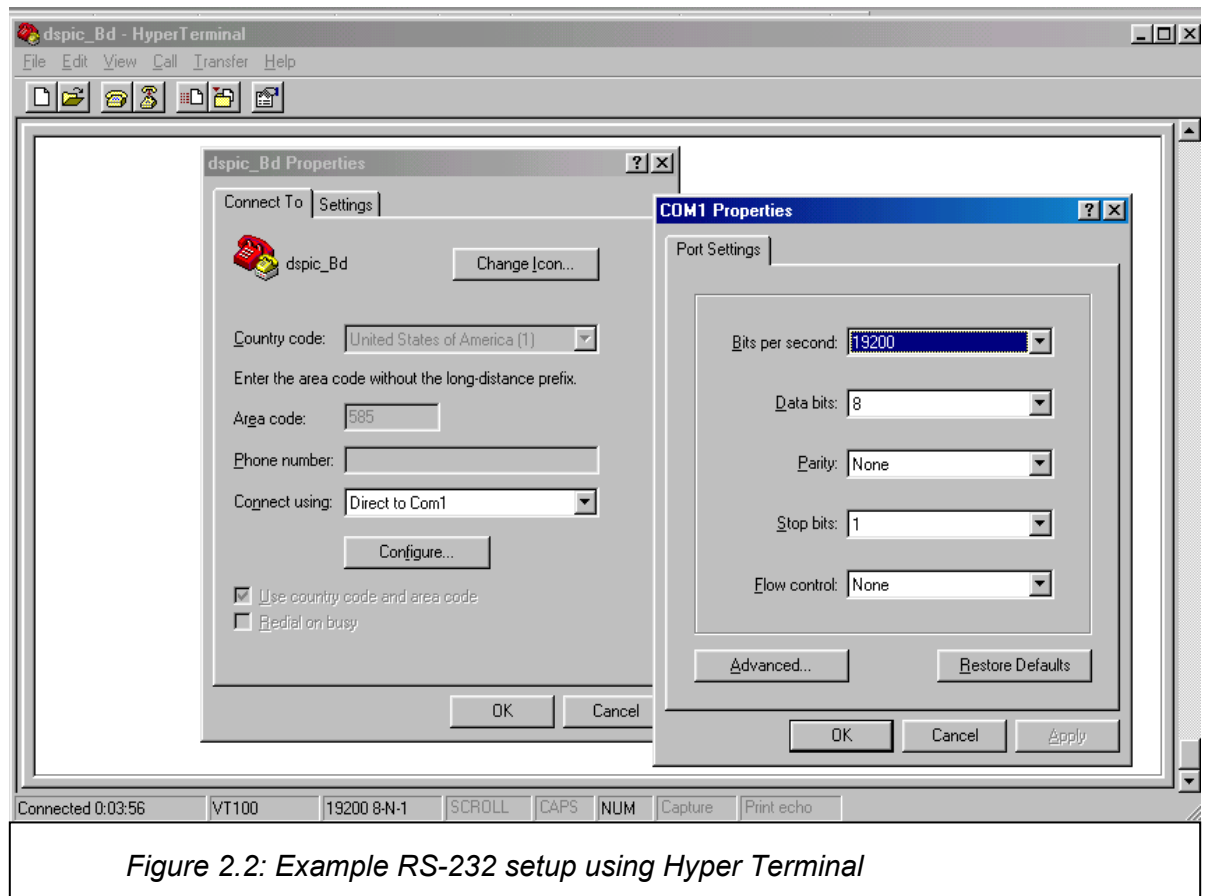 dspic_Bd - HyperTerminal
File Edit View Call Transfer Help
dspic_Bd Properties
Connect To Settings
dspic_Bd
Change Icon...
Country code: United States of America (1)
Enter the area code without the long-distance prefix.
Area code: 585
Phone number:
Connect using: Direct to Com1
Configure...
Use country code and area code
Redial on busy
OK Cancel
COM1 Properties
Port Settings
Bits per second: 19200
Data bits: 8
Parity: None
Stop bits: 1
Flow control: None
Advanced... Restore Defaults
OK Cancel Apply
Connected 0:03:56 VT100 19200 8-N-1 SCROLL CAPS NUM Capture Print echo
Figure 2.2: Example RS-232 setup using Hyper Terminal